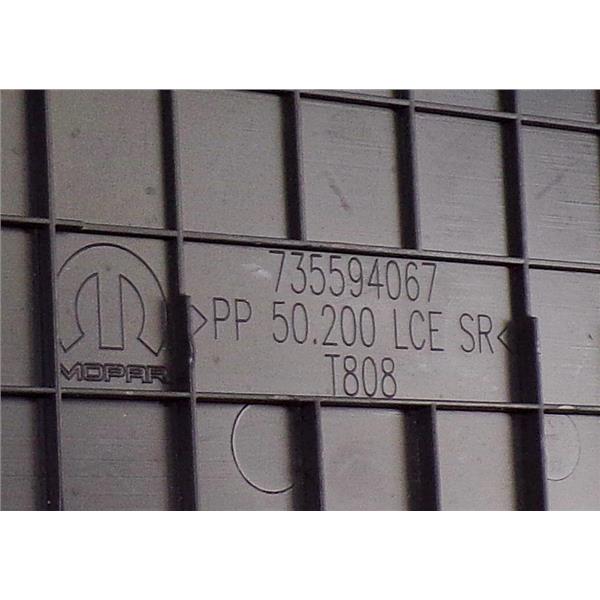 735594067
>PP 50.200 LCE SR<
T808
MOPAR